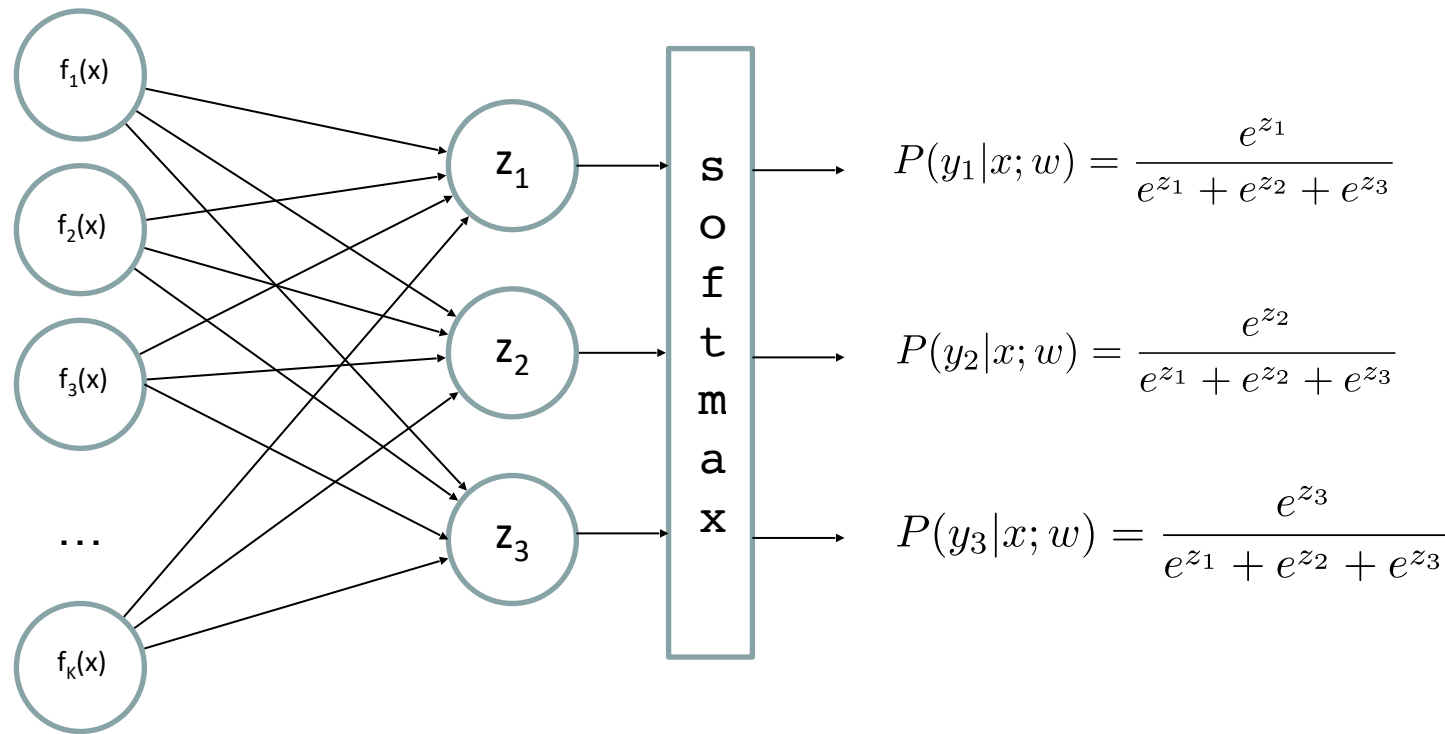 f₁(x)
f₂(x)
f₃(x)
...
f_K(x)
z₁
z₂
z₃
s
o
f
t
m
a
x
P(y₁|x; w) = e^{z₁} / (e^{z₁} + e^{z₂} + e^{z₃})
P(y₂|x; w) = e^{z₂} / (e^{z₁} + e^{z₂} + e^{z₃})
P(y₃|x; w) = e^{z₃} / (e^{z₁} + e^{z₂} + e^{z₃})